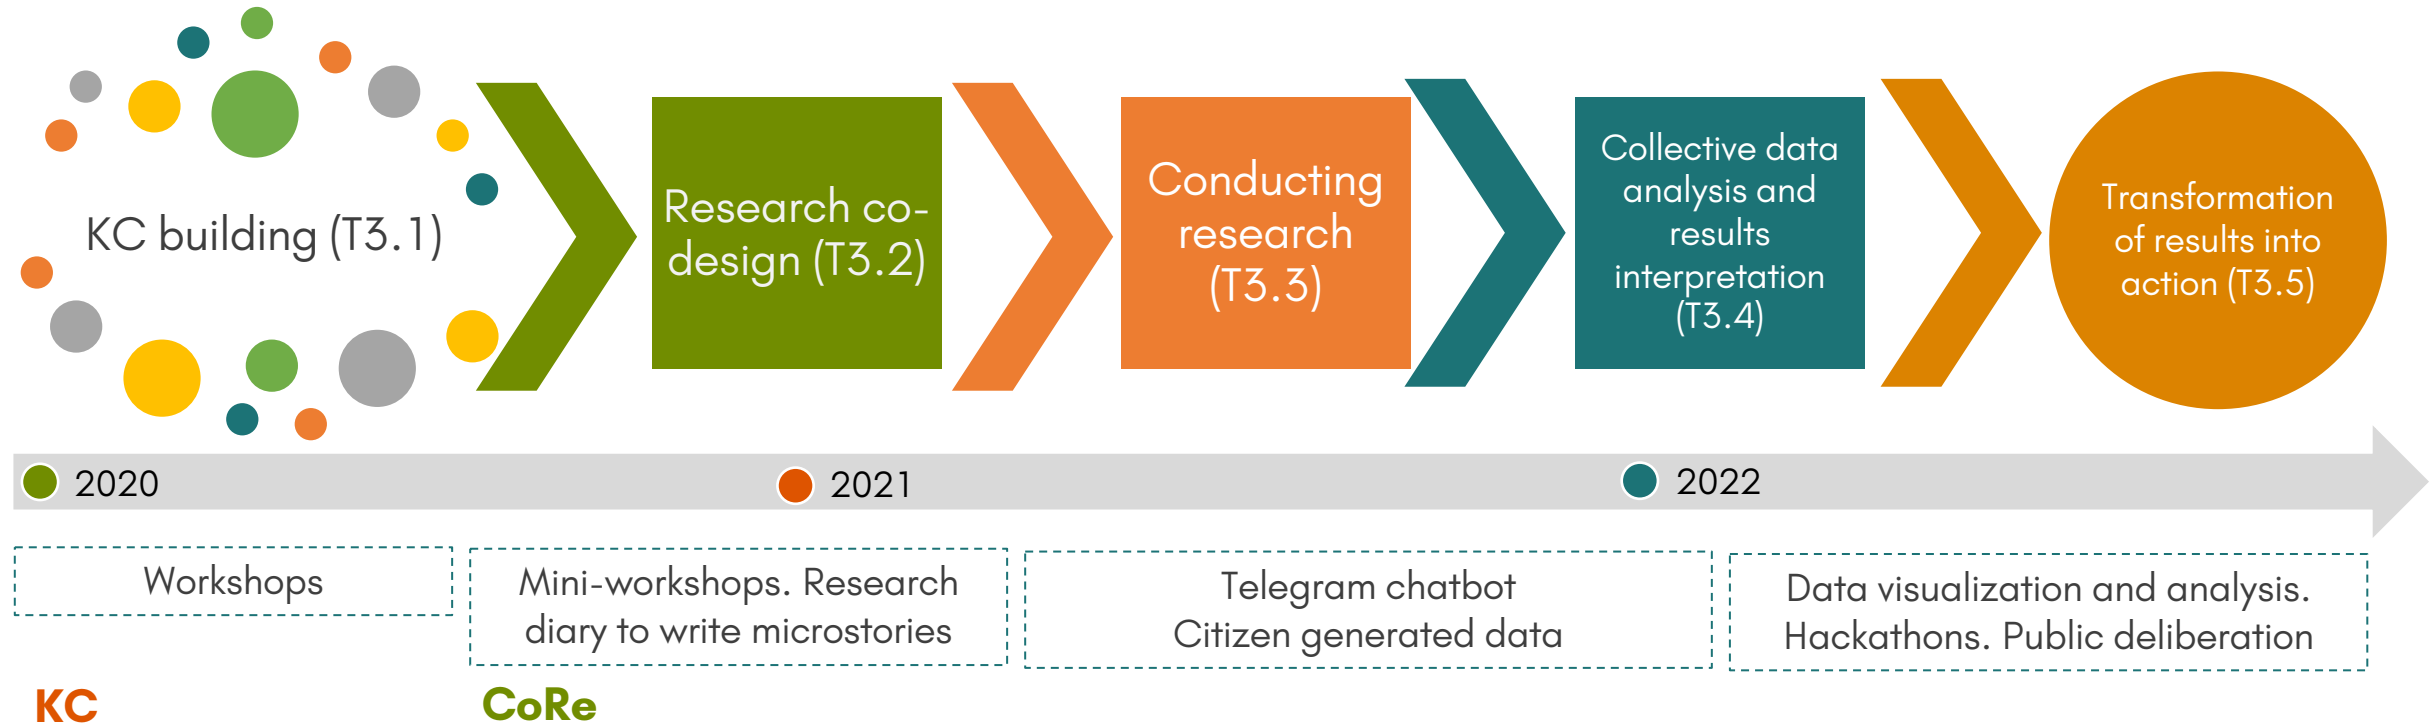 KC building (T3.1)
Research co-
design (T3.2)
Conducting
research
(T3.3)
Collective data
analysis and
results
interpretation
(T3.4)
Transformation
of results into
action (T3.5)
2020
2021
2022
Workshops
Mini-workshops. Research
diary to write microstories
Telegram chatbot
Citizen generated data
Data visualization and analysis.
Hackathons. Public deliberation
KC
CoRe